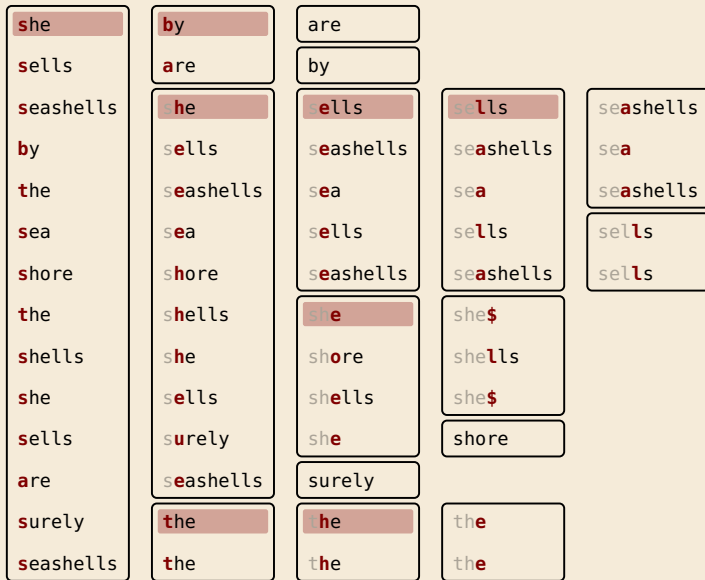 she by are
sells are by
seashells she sells sells seashells
by sells seashells seashells sea
the seashells sea sea seashells
sea sea sells sells sells
shore shore seashells seashells sells
the shells she she$
shells she shore shells
she sells shells she$
sells surely she shore
are seashells surely
surely the the the
seashells the the the